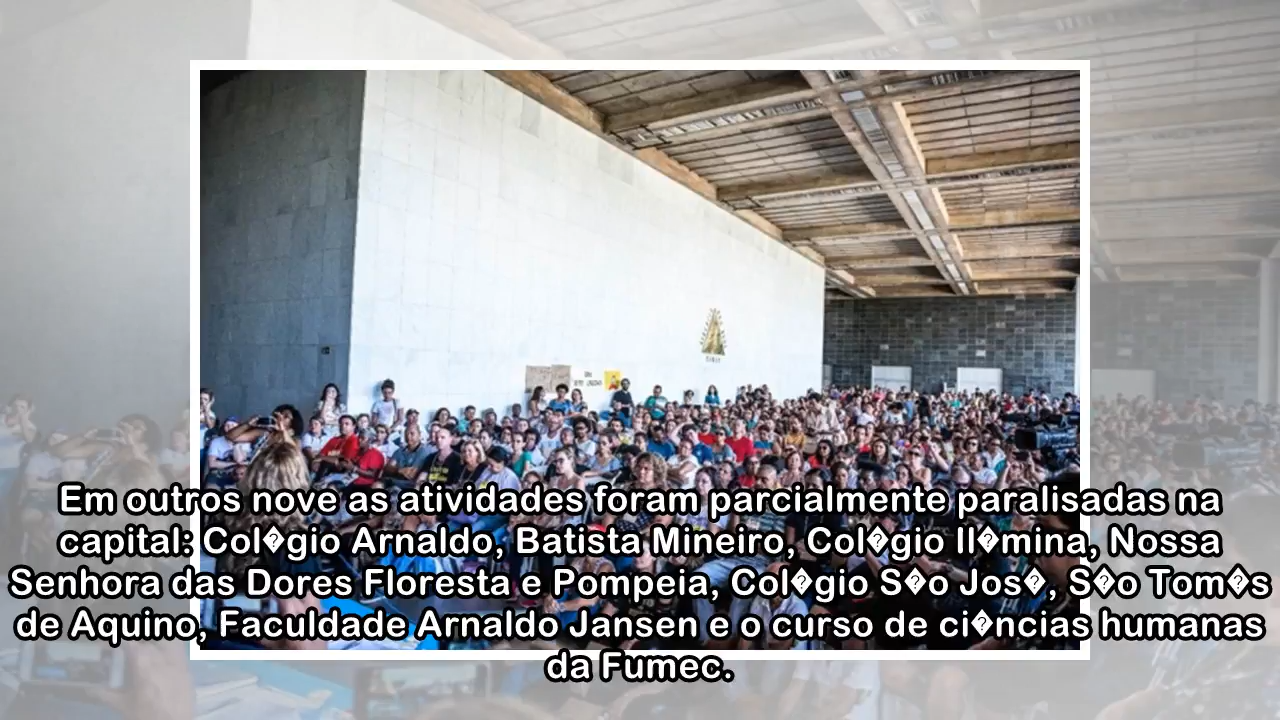 Em outros nove as atividades foram parcialmente paralisadas na
capital: Col�gio Arnaldo, Batista Mineiro, Col�gio Il�mina, Nossa
Senhora das Dores Floresta e Pompeia, Col�gio S�o Jos�, S�o Tom�s
de Aquino, Faculdade Arnaldo Jansen e o curso de ci�ncias humanas
da Fumec.